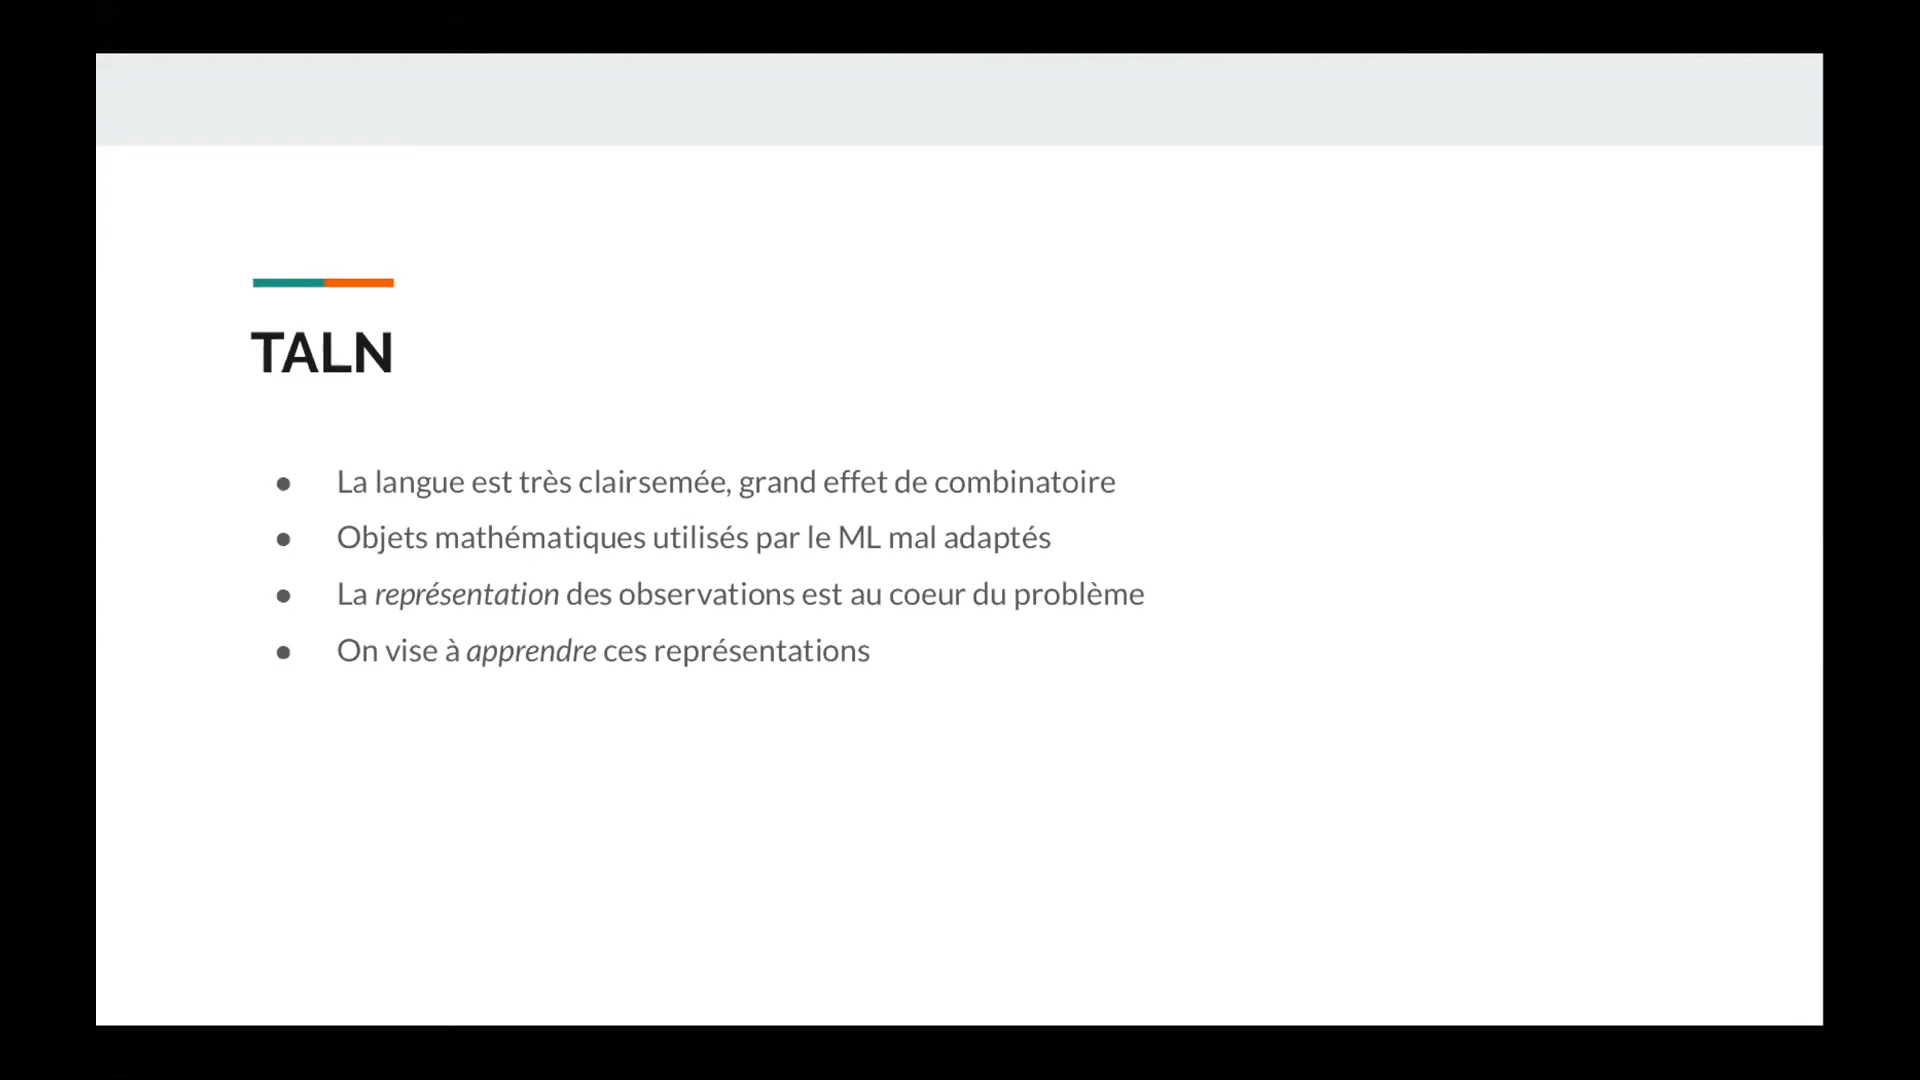 TALN
● La langue est très clairsemée, grand effet de combinatoire
● Objets mathématiques utilisés par le ML mal adaptés
● La représentation des observations est au coeur du problème
● On vise à apprendre ces représentations